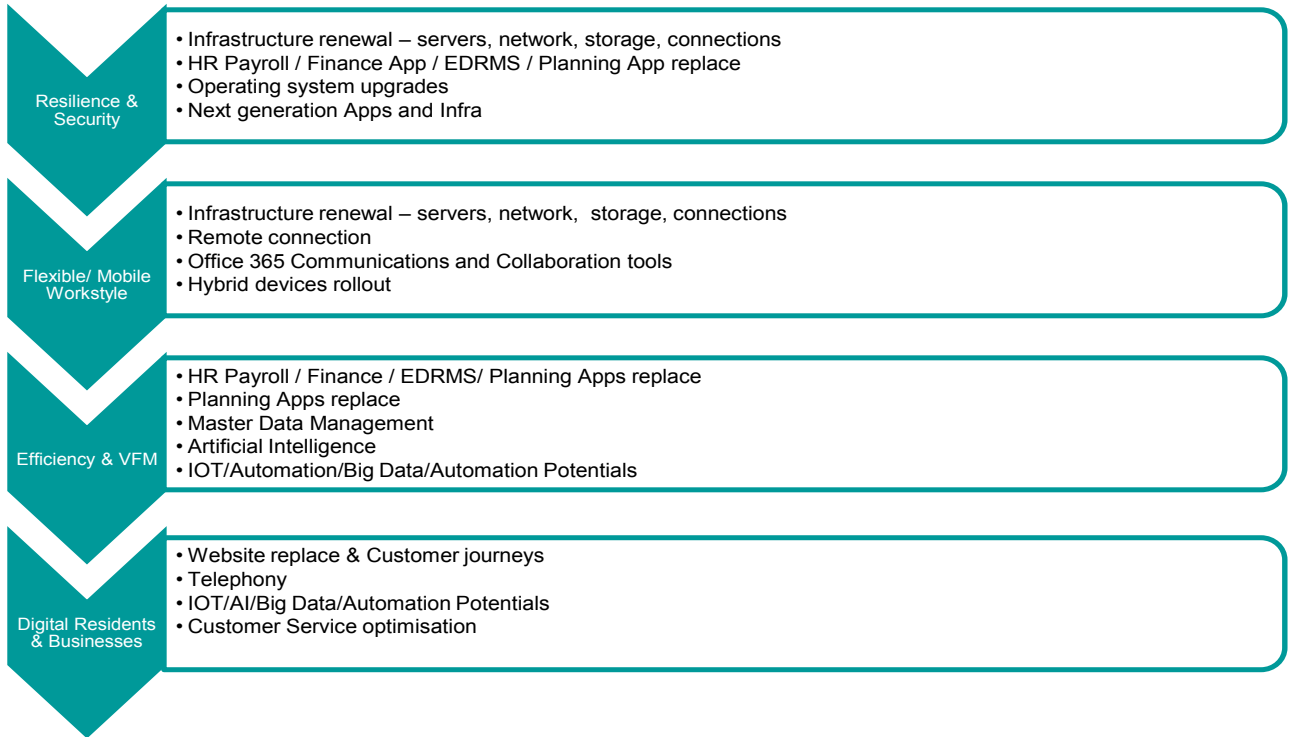 Resilience &
Security
• Infrastructure renewal – servers, network, storage, connections
• HR Payroll / Finance App / EDRMS / Planning App replace
• Operating system upgrades
• Next generation Apps and Infra
Flexible/ Mobile
Workstyle
• Infrastructure renewal – servers, network, storage, connections
• Remote connection
• Office 365 Communications and Collaboration tools
• Hybrid devices rollout
Efficiency & VFM
• HR Payroll / Finance / EDRMS/ Planning Apps replace
• Planning Apps replace
• Master Data Management
• Artificial Intelligence
• IOT/Automation/Big Data/Automation Potentials
Digital Residents
& Businesses
• Website replace & Customer journeys
• Telephony
• IOT/AI/Big Data/Automation Potentials
• Customer Service optimisation